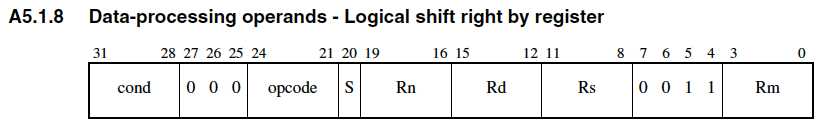 A5.1.8 Data-processing operands - Logical shift right by register
31 28 27 26 25 24 21 20 19 16 15 12 11 8 7 6 5 4 3 0
cond 0 0 0 opcode S Rn Rd Rs 0 0 1 1 Rm